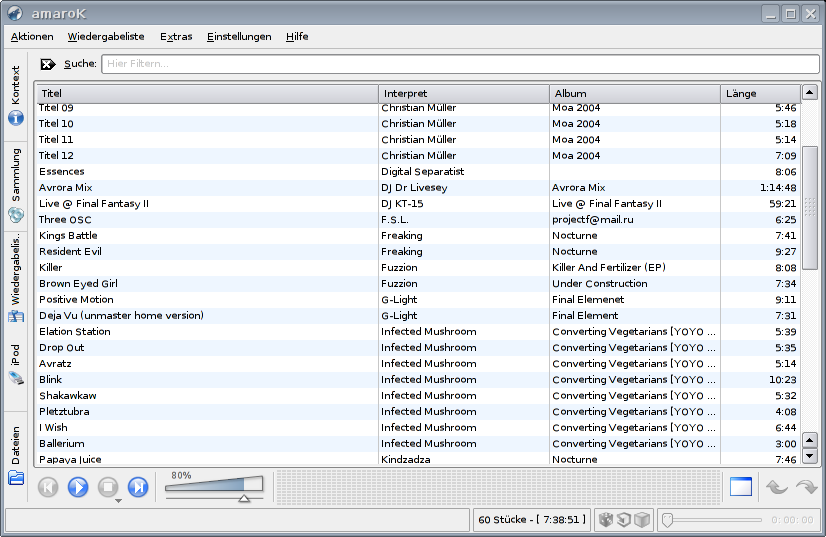 amaroK
Aktionen Wiedergabeliste Extras Einstellungen Hilfe
Suche: Hier Filtern...
Kontext
Sammlung
Wiedergabelis..
iPod
Dateien
Titel Interpret Album Länge
Titel 09 Christian Müller Moa 2004 5:46
Titel 10 Christian Müller Moa 2004 5:18
Titel 11 Christian Müller Moa 2004 5:14
Titel 12 Christian Müller Moa 2004 7:09
Essences Digital Separatist 8:06
Avrora Mix DJ Dr Livesey Avrora Mix 1:14:48
Live @ Final Fantasy II DJ KT-15 Live @ Final Fantasy II 59:21
Three OSC F.S.L. projectf@mail.ru 6:25
Kings Battle Freaking Nocturne 7:41
Resident Evil Freaking Nocturne 9:27
Killer Fuzzion Killer And Fertilizer (EP) 8:08
Brown Eyed Girl Fuzzion Under Construction 7:34
Positive Motion G-Light Final Elemenet 9:11
Deja Vu (unmaster home version) G-Light Final Element 7:31
Elation Station Infected Mushroom Converting Vegetarians [YOYO ... 5:39
Drop Out Infected Mushroom Converting Vegetarians [YOYO ... 5:35
Avratz Infected Mushroom Converting Vegetarians [YOYO ... 5:14
Blink Infected Mushroom Converting Vegetarians [YOYO ... 10:23
Shakawkaw Infected Mushroom Converting Vegetarians [YOYO ... 5:32
Pletztubra Infected Mushroom Converting Vegetarians [YOYO ... 4:08
I Wish Infected Mushroom Converting Vegetarians [YOYO ... 6:44
Ballerium Infected Mushroom Converting Vegetarians [YOYO ... 3:00
Papaya Juice Kindzadza Nocturne 7:46
80%
60 Stücke - [ 7:38:51 ] 0:00:00